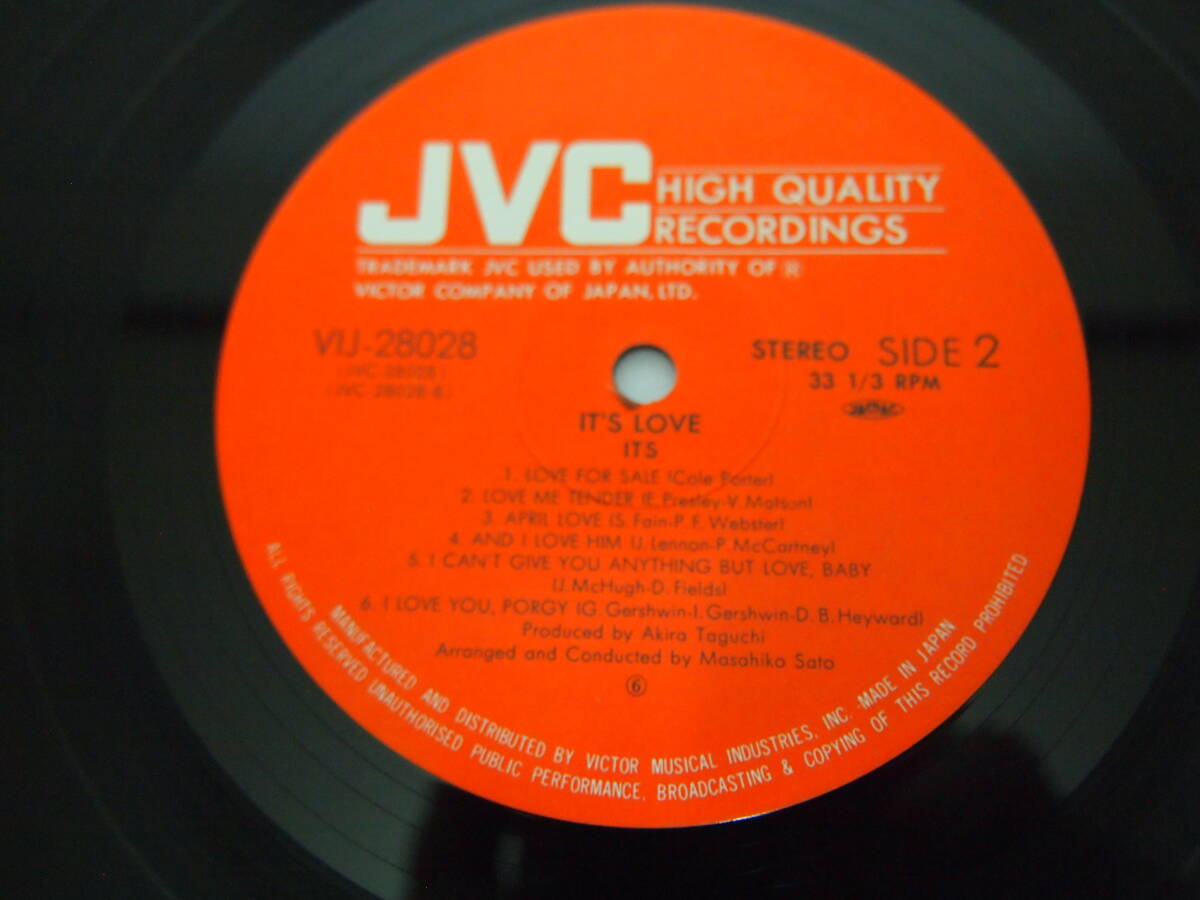 JVC HIGH QUALITY RECORDINGS
TRADEMARK JVC USED BY AUTHORITY OF ®
VICTOR COMPANY OF JAPAN, LTD.
VIJ-28028
(JVC 28028)
(JVC 28028-B)
STEREO SIDE 2
33 1/3 RPM
IT'S LOVE
ITS
1. LOVE FOR SALE (Cole Porter)
2. LOVE ME TENDER (E. Presley-V. Matson)
3. APRIL LOVE (S. Fain-P. F. Webster)
4. AND I LOVE HIM (J. Lennon-P. McCartney)
5. I CAN'T GIVE YOU ANYTHING BUT LOVE, BABY
(J. McHugh-D. Fields)
6. I LOVE YOU, PORGY (G. Gershwin-I. Gershwin-D. B. Heyward)
Produced by Akira Taguchi
Arranged and Conducted by Masahiko Sato
⑥
MANUFACTURED AND DISTRIBUTED BY VICTOR MUSICAL INDUSTRIES, INC. MADE IN JAPAN
ALL RIGHTS RESERVED UNAUTHORISED PUBLIC PERFORMANCE, BROADCASTING & COPYING OF THIS RECORD PROHIBITED